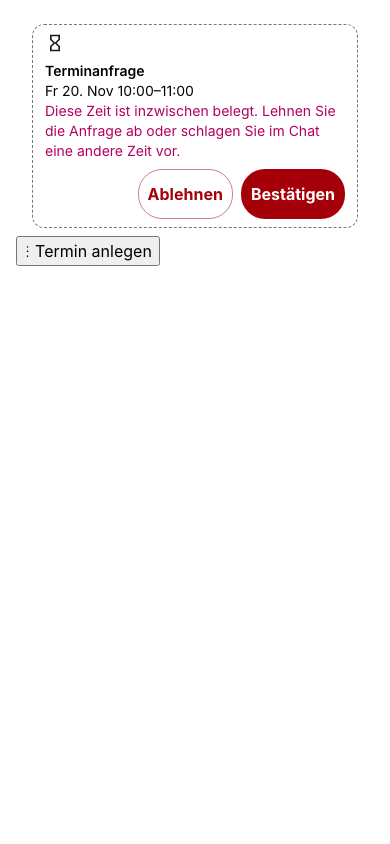 Terminanfrage
Fr 20. Nov 10:00–11:00
Diese Zeit ist inzwischen belegt. Lehnen Sie
die Anfrage ab oder schlagen Sie im Chat
eine andere Zeit vor.
Ablehnen Bestätigen
⋮ Termin anlegen